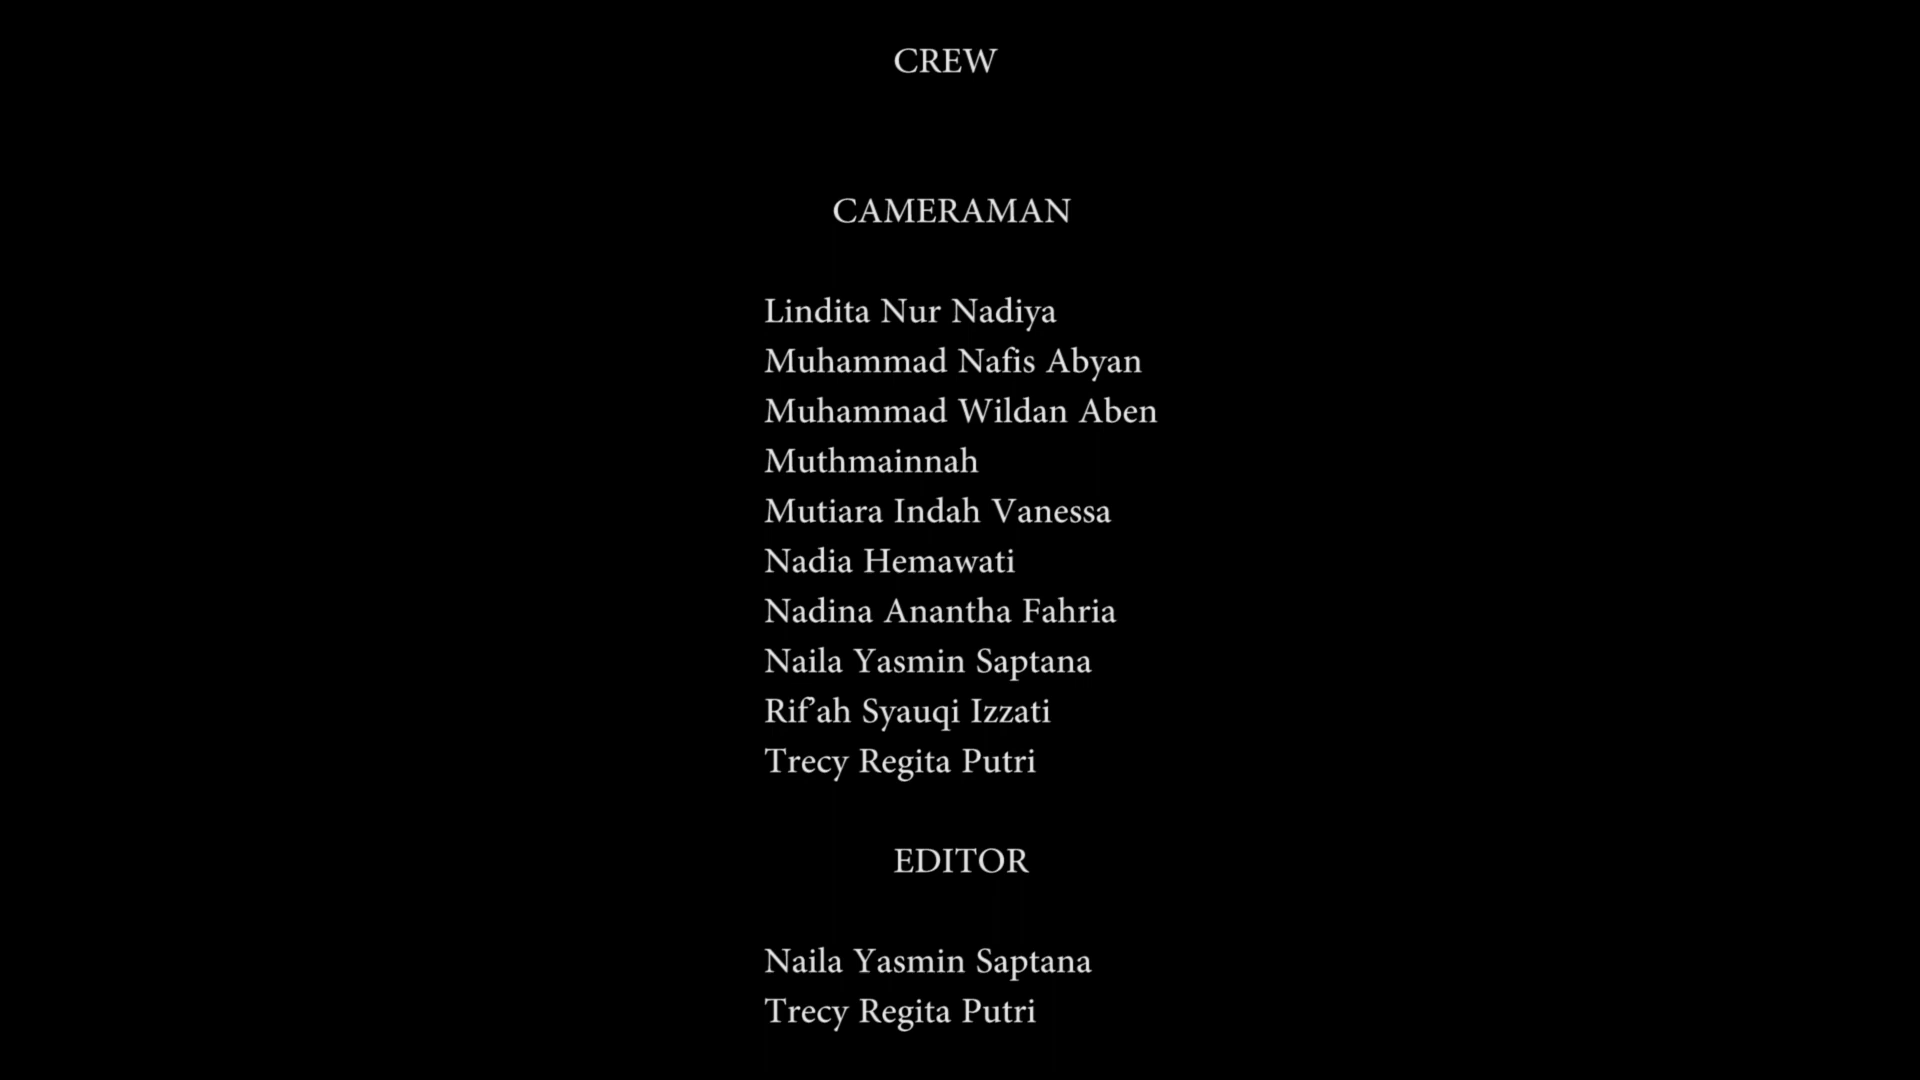 CREW
CAMERAMAN
Lindita Nur Nadiya
Muhammad Nafis Abyan
Muhammad Wildan Aben
Muthmainnah
Mutiara Indah Vanessa
Nadia Hemawati
Nadina Anantha Fahria
Naila Yasmin Saptana
Rif’ah Syauqi Izzati
Trecy Regita Putri
EDITOR
Naila Yasmin Saptana
Trecy Regita Putri